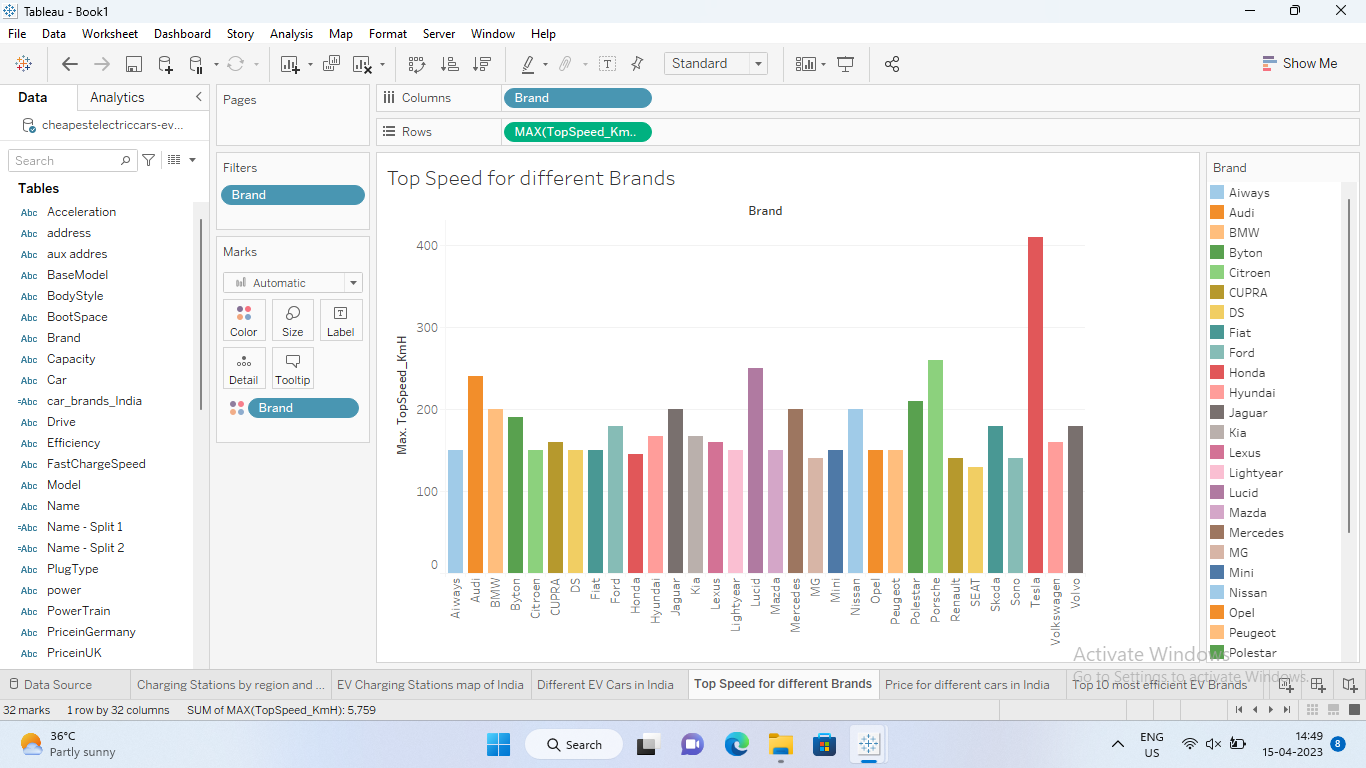 Tableau - Book1
File Data Worksheet Dashboard Story Analysis Map Format Server Window Help
Standard
Show Me
Data Analytics
cheapestelectriccars-ev...
Search
Tables
Abc Acceleration
Abc address
Abc aux addres
Abc BaseModel
Abc BodyStyle
Abc BootSpace
Abc Brand
Abc Capacity
Abc Car
=Abc car_brands_India
Abc Drive
Abc Efficiency
Abc FastChargeSpeed
Abc Model
Abc Name
=Abc Name - Split 1
=Abc Name - Split 2
Abc PlugType
Abc power
Abc PowerTrain
Abc PriceinGermany
Abc PriceinUK
Pages
Filters
Brand
Marks
Automatic
Color Size Label
Detail Tooltip
Brand
Columns Brand
Rows MAX(TopSpeed_Km..
Top Speed for different Brands
Brand
Max. TopSpeed_KmH
400
300
200
100
0
Aiways
Audi
BMW
Byton
Citroen
CUPRA
DS
Fiat
Ford
Honda
Hyundai
Jaguar
Kia
Lexus
Lightyear
Lucid
Mazda
Mercedes
MG
Mini
Nissan
Opel
Peugeot
Polestar
Porsche
Renault
SEAT
Skoda
Sono
Tesla
Volkswagen
Volvo
Brand
Aiways
Audi
BMW
Byton
Citroen
CUPRA
DS
Fiat
Ford
Honda
Hyundai
Jaguar
Kia
Lexus
Lightyear
Lucid
Mazda
Mercedes
MG
Mini
Nissan
Opel
Peugeot
Polestar
Activate Windows
Go to Settings to activate Windows.
Data Source Charging Stations by region and ... EV Charging Stations map of India Different EV Cars in India Top Speed for different Brands Price for different cars in India Top 10 most efficient EV Brands
32 marks 1 row by 32 columns SUM of MAX(TopSpeed_KmH): 5,759
36°C
Partly sunny
Search
ENG
US
14:49
15-04-2023
8